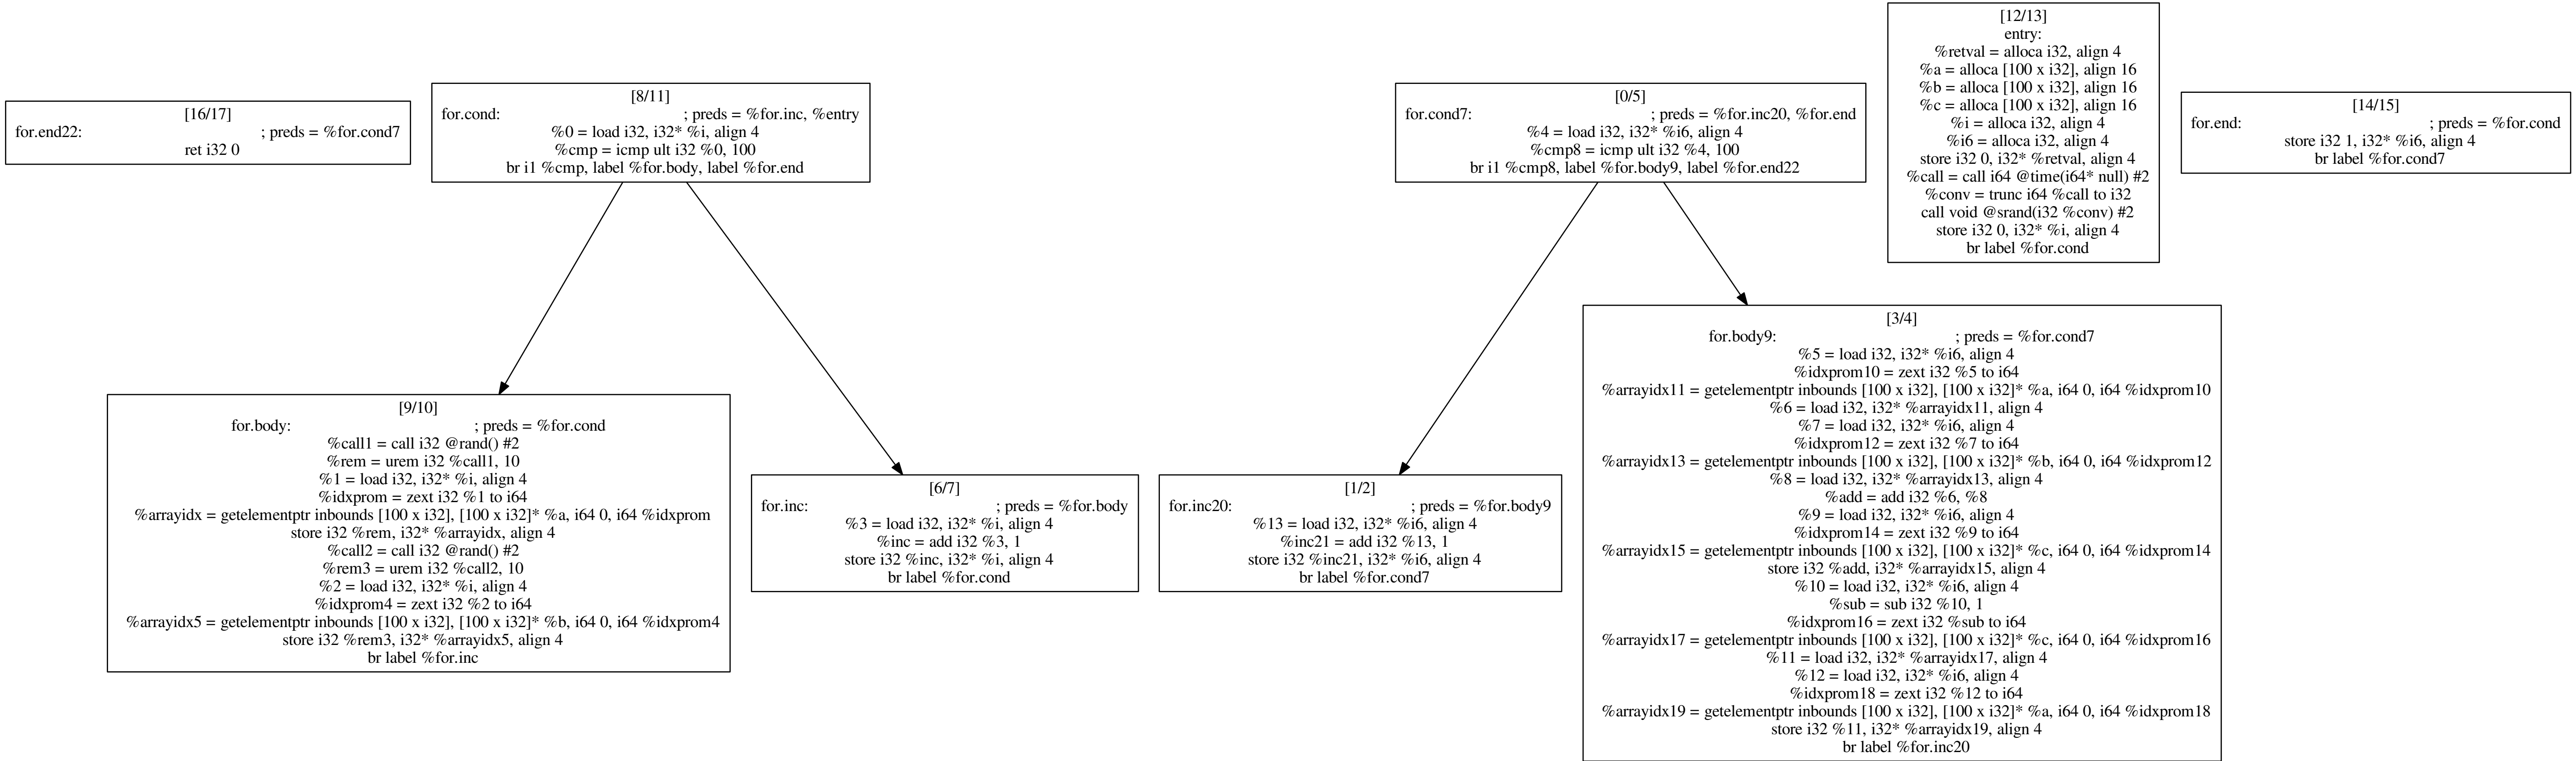 [16/17]
for.end22: ; preds = %for.cond7
ret i32 0
[8/11]
for.cond: ; preds = %for.inc, %entry
%0 = load i32, i32* %i, align 4
%cmp = icmp ult i32 %0, 100
br i1 %cmp, label %for.body, label %for.end
[0/5]
for.cond7: ; preds = %for.inc20, %for.end
%4 = load i32, i32* %i6, align 4
%cmp8 = icmp ult i32 %4, 100
br i1 %cmp8, label %for.body9, label %for.end22
[12/13]
entry:
%retval = alloca i32, align 4
%a = alloca [100 x i32], align 16
%b = alloca [100 x i32], align 16
%c = alloca [100 x i32], align 16
%i = alloca i32, align 4
%i6 = alloca i32, align 4
store i32 0, i32* %retval, align 4
%call = call i64 @time(i64* null) #2
%conv = trunc i64 %call to i32
call void @srand(i32 %conv) #2
store i32 0, i32* %i, align 4
br label %for.cond
[14/15]
for.end: ; preds = %for.cond
store i32 1, i32* %i6, align 4
br label %for.cond7
[9/10]
for.body: ; preds = %for.cond
%call1 = call i32 @rand() #2
%rem = urem i32 %call1, 10
%1 = load i32, i32* %i, align 4
%idxprom = zext i32 %1 to i64
%arrayidx = getelementptr inbounds [100 x i32], [100 x i32]* %a, i64 0, i64 %idxprom
store i32 %rem, i32* %arrayidx, align 4
%call2 = call i32 @rand() #2
%rem3 = urem i32 %call2, 10
%2 = load i32, i32* %i, align 4
%idxprom4 = zext i32 %2 to i64
%arrayidx5 = getelementptr inbounds [100 x i32], [100 x i32]* %b, i64 0, i64 %idxprom4
store i32 %rem3, i32* %arrayidx5, align 4
br label %for.inc
[6/7]
for.inc: ; preds = %for.body
%3 = load i32, i32* %i, align 4
%inc = add i32 %3, 1
store i32 %inc, i32* %i, align 4
br label %for.cond
[1/2]
for.inc20: ; preds = %for.body9
%13 = load i32, i32* %i6, align 4
%inc21 = add i32 %13, 1
store i32 %inc21, i32* %i6, align 4
br label %for.cond7
[3/4]
for.body9: ; preds = %for.cond7
%5 = load i32, i32* %i6, align 4
%idxprom10 = zext i32 %5 to i64
%arrayidx11 = getelementptr inbounds [100 x i32], [100 x i32]* %a, i64 0, i64 %idxprom10
%6 = load i32, i32* %arrayidx11, align 4
%7 = load i32, i32* %i6, align 4
%idxprom12 = zext i32 %7 to i64
%arrayidx13 = getelementptr inbounds [100 x i32], [100 x i32]* %b, i64 0, i64 %idxprom12
%8 = load i32, i32* %arrayidx13, align 4
%add = add i32 %6, %8
%9 = load i32, i32* %i6, align 4
%idxprom14 = zext i32 %9 to i64
%arrayidx15 = getelementptr inbounds [100 x i32], [100 x i32]* %c, i64 0, i64 %idxprom14
store i32 %add, i32* %arrayidx15, align 4
%10 = load i32, i32* %i6, align 4
%sub = sub i32 %10, 1
%idxprom16 = zext i32 %sub to i64
%arrayidx17 = getelementptr inbounds [100 x i32], [100 x i32]* %c, i64 0, i64 %idxprom16
%11 = load i32, i32* %arrayidx17, align 4
%12 = load i32, i32* %i6, align 4
%idxprom18 = zext i32 %12 to i64
%arrayidx19 = getelementptr inbounds [100 x i32], [100 x i32]* %a, i64 0, i64 %idxprom18
store i32 %11, i32* %arrayidx19, align 4
br label %for.inc20